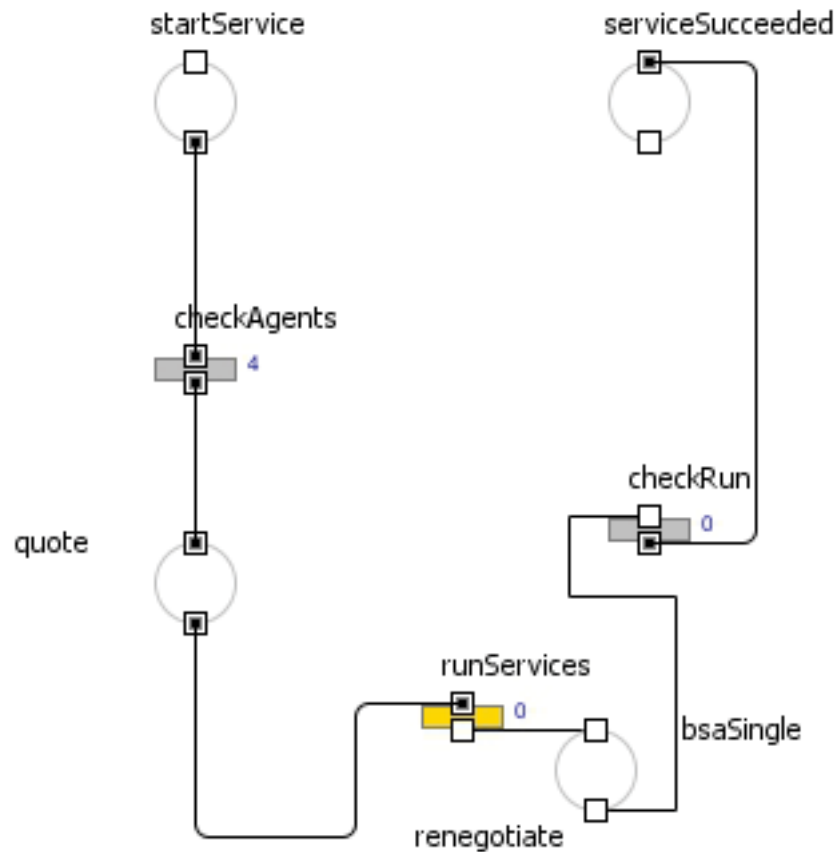 startService
serviceSucceeded
checkAgents
4
checkRun
0
quote
runServices
0
bsaSingle
renegotiate